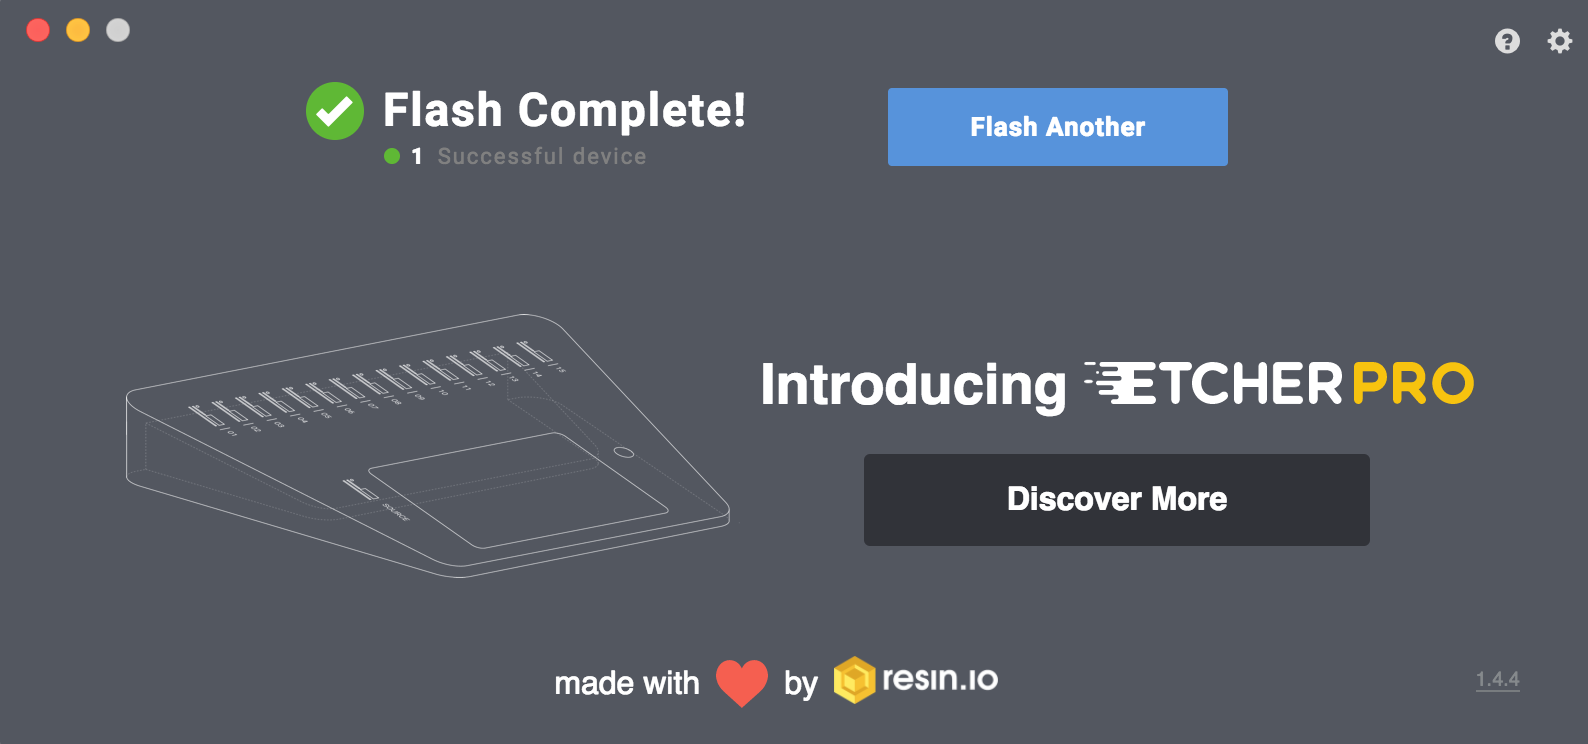 Flash Complete!
1 Successful device
Flash Another
01
02
03
04
05
06
07
08
09
10
11
12
13
14
15
SOURCE
Introducing ETCHER PRO
Discover More
made with by resin.io
1.4.4